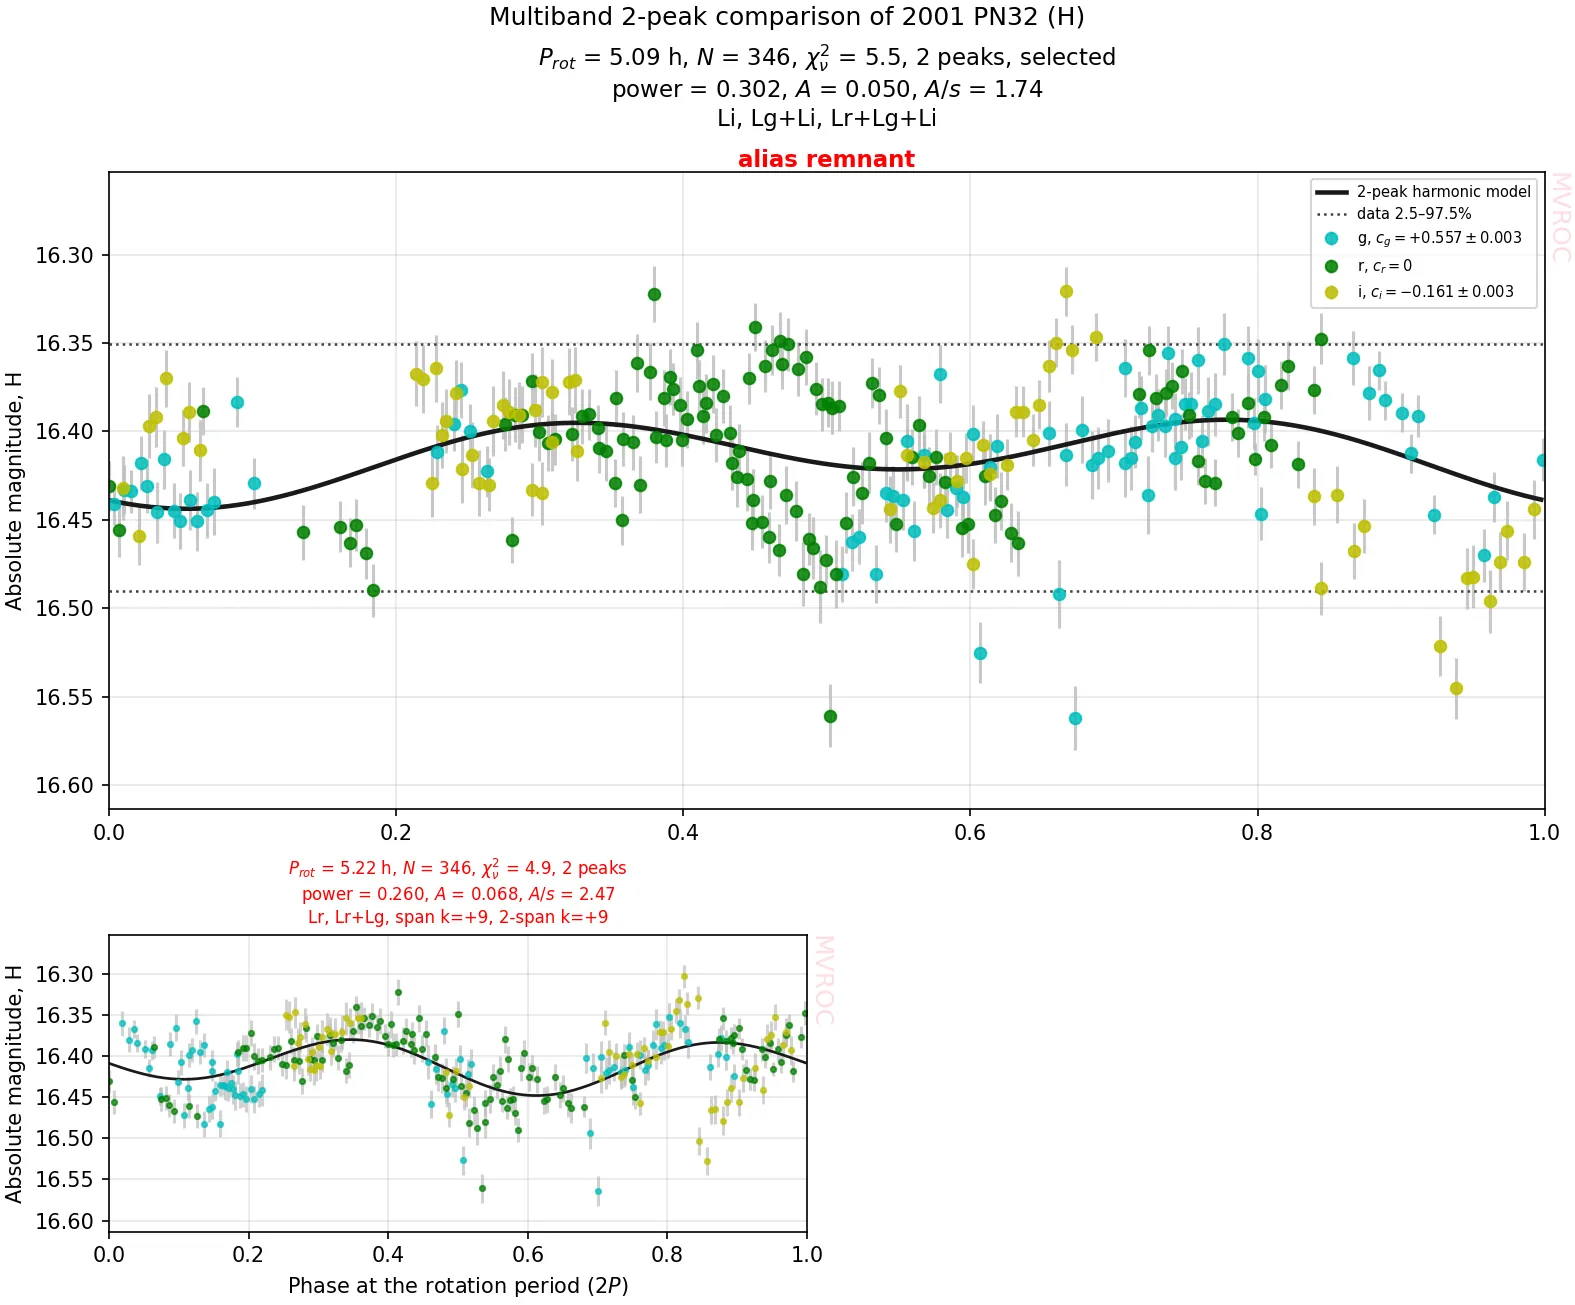 Multiband 2-peak comparison of 2001 PN32 (H)
P_rot = 5.09 h, N = 346, χ²_ν = 5.5, 2 peaks, selected
power = 0.302, A = 0.050, A/s = 1.74
Li, Lg+Li, Lr+Lg+Li
alias remnant
2-peak harmonic model
data 2.5–97.5%
g, c_g = +0.557 ± 0.003
r, c_r = 0
i, c_i = −0.161 ± 0.003
MVROC
Absolute magnitude, H
16.30
16.35
16.40
16.45
16.50
16.55
16.60
0.0 0.2 0.4 0.6 0.8 1.0
P_rot = 5.22 h, N = 346, χ²_ν = 4.9, 2 peaks
power = 0.260, A = 0.068, A/s = 2.47
Lr, Lr+Lg, span k=+9, 2-span k=+9
MVROC
Absolute magnitude, H
16.30
16.35
16.40
16.45
16.50
16.55
16.60
0.0 0.2 0.4 0.6 0.8 1.0
Phase at the rotation period (2P)